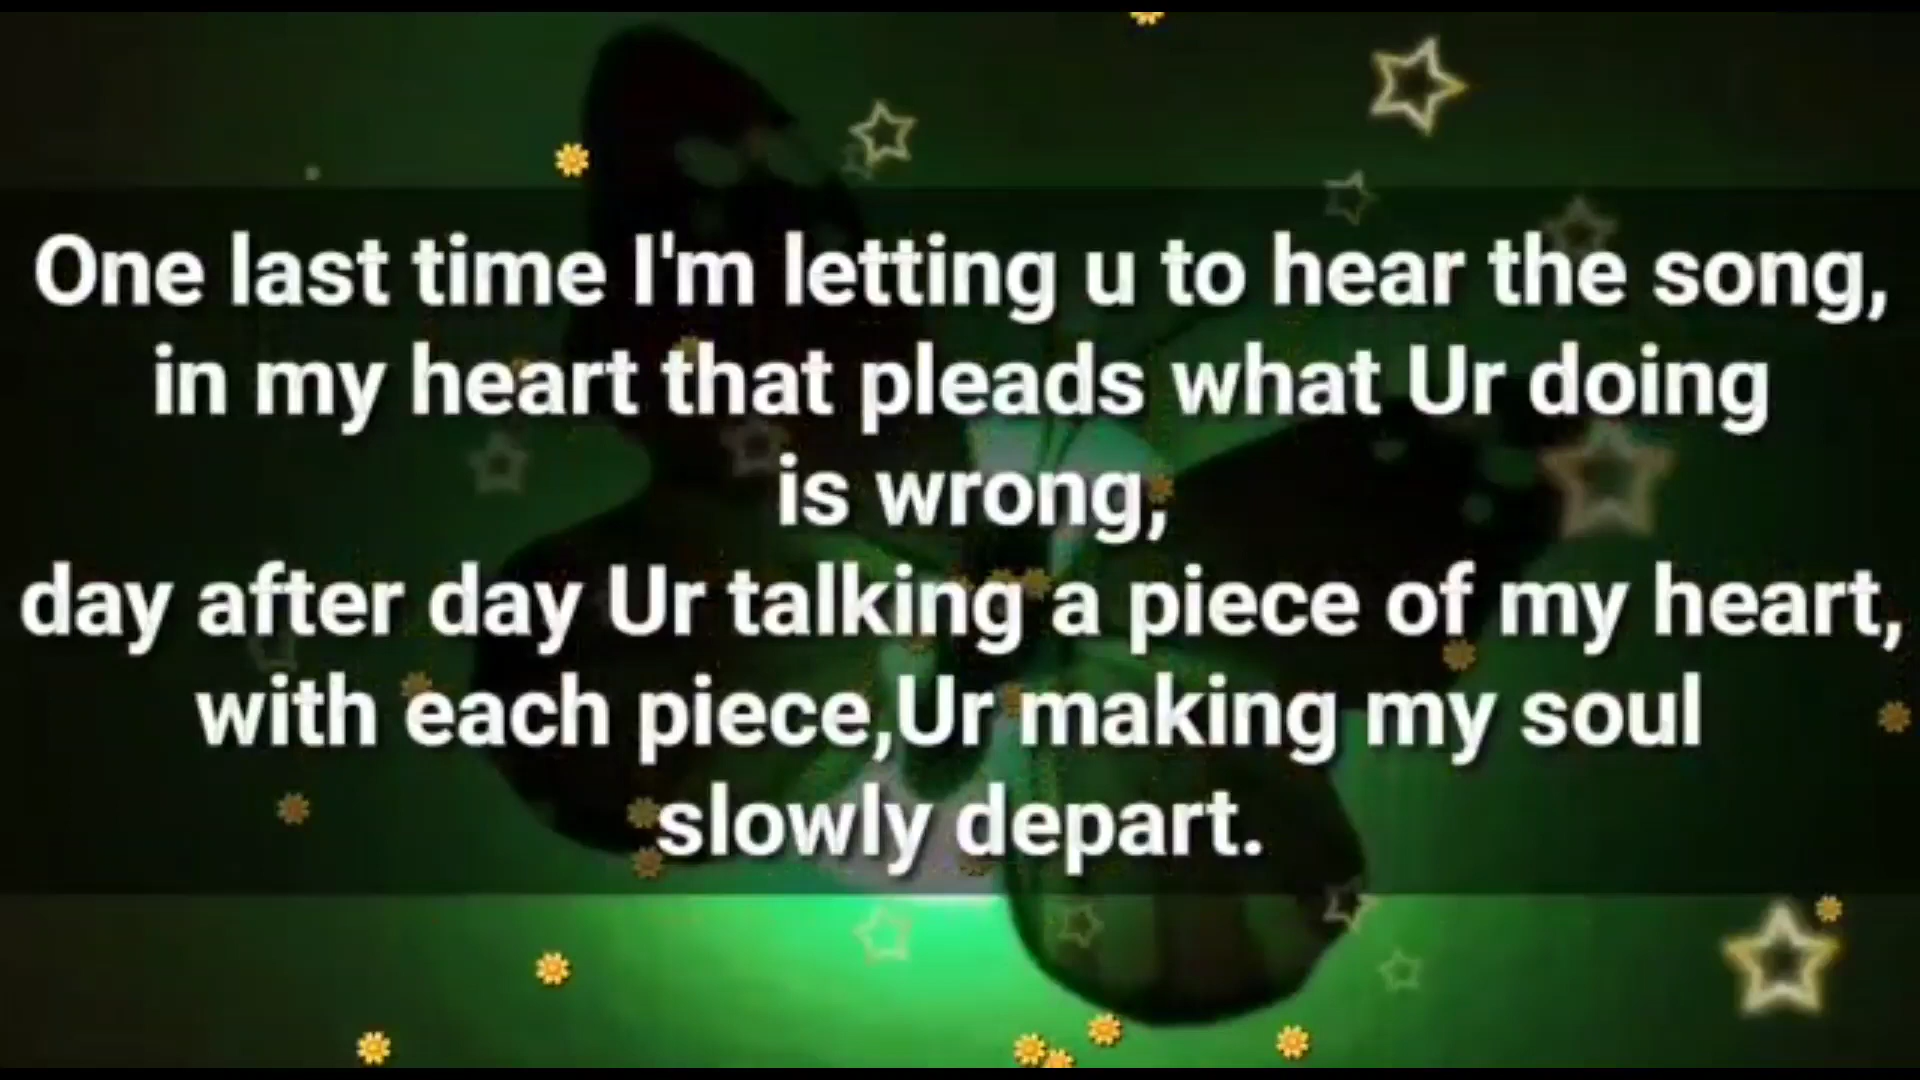 One last time I'm letting u to hear the song,
in my heart that pleads what Ur doing
is wrong,
day after day Ur talking a piece of my heart,
with each piece,Ur making my soul
slowly depart.